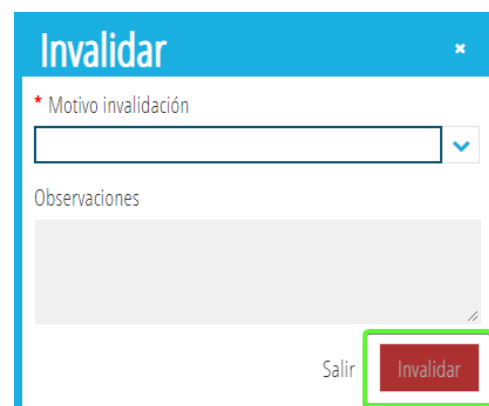 Invalidar
* Motivo invalidación
Observaciones
Salir Invalidar